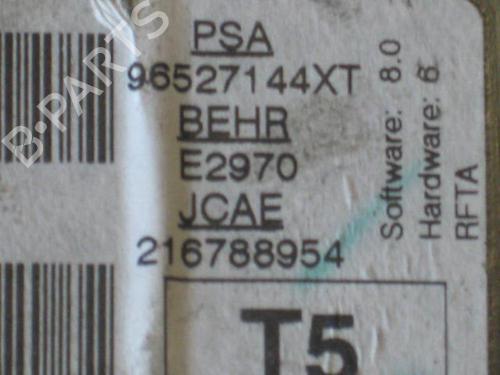 PSA
96527144XT
BEHR
E2970
JCAE
216788954
T5
Software: 8.0
Hardware: 6
RFTA
B-PARTS